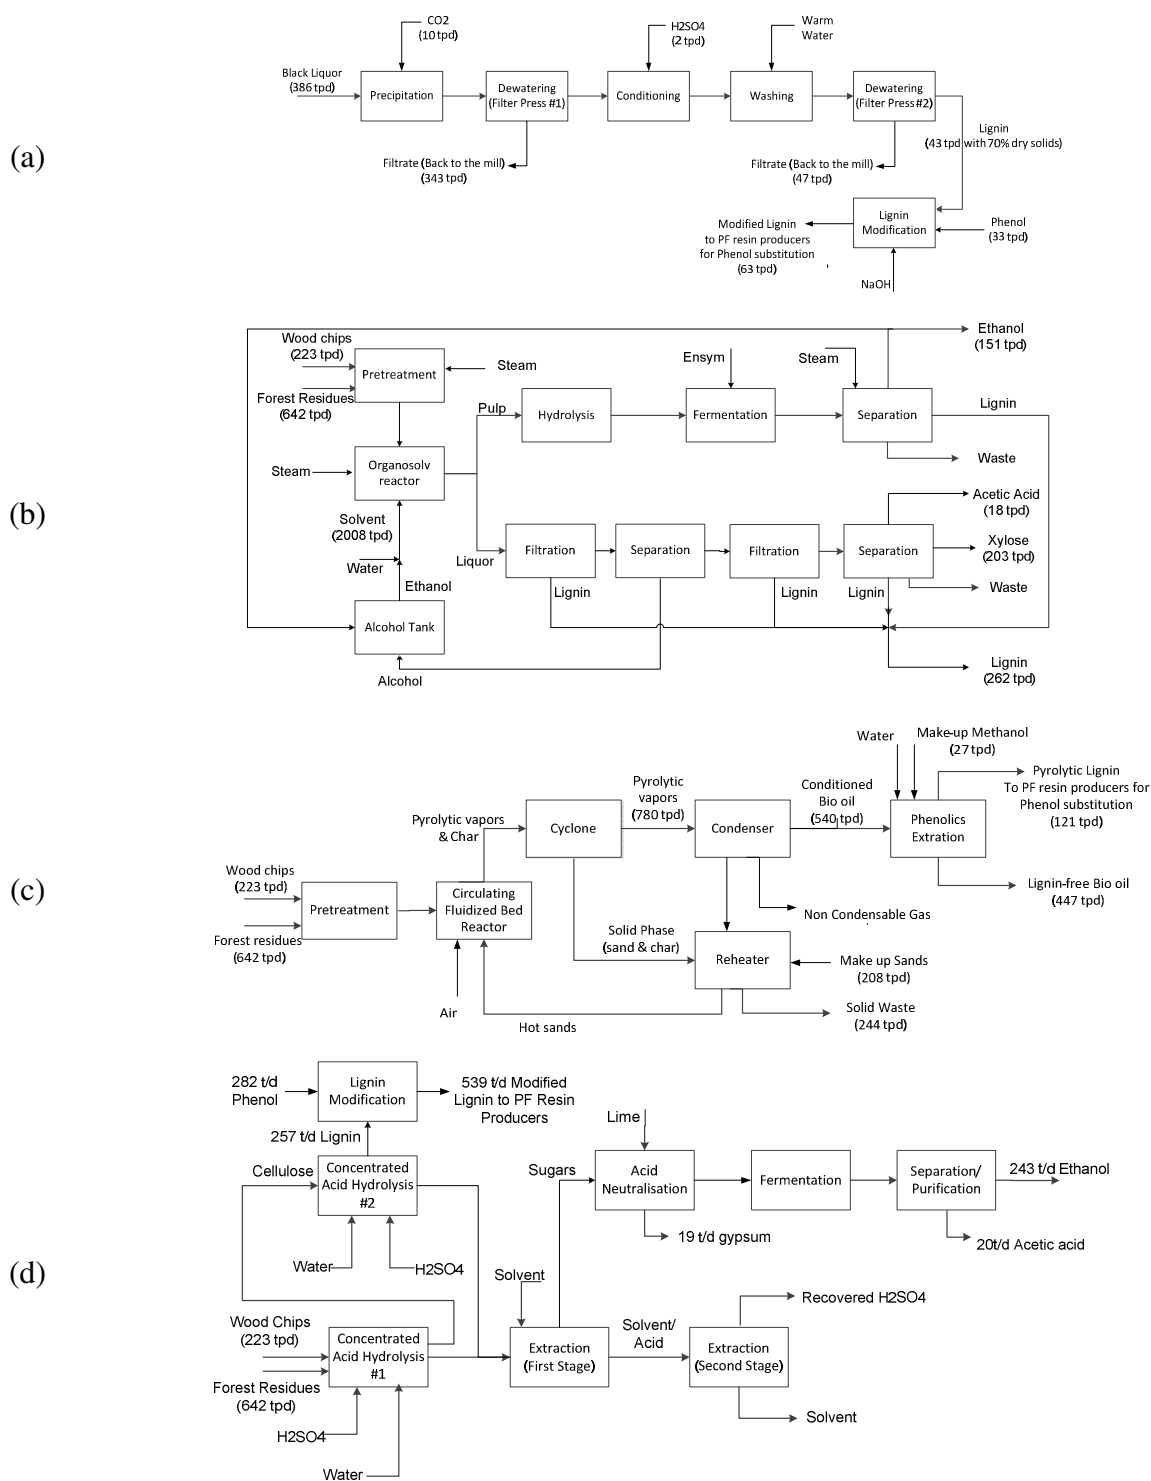 CO2
(10 tpd)
H2SO4
(2 tpd)
Warm
Water
Black Liquor
(386 tpd)
Precipitation
Dewatering
(Filter Press #1)
Conditioning
Washing
Dewatering
(Filter Press #2)
Lignin
(43 tpd with 70% dry solids)
(a)
Filtrate (Back to the mill)
(343 tpd)
Filtrate (Back to the mill)
(47 tpd)
Lignin
Modification
Modified Lignin
to PF resin producers
for Phenol substitution
(63 tpd)
Phenol
(33 tpd)
NaOH
Wood chips
(223 tpd)
Ethanol
(151 tpd)
Pretreatment
Steam
Ensym
Steam
Forest Residues
(642 tpd)
Pulp
Hydrolysis
Fermentation
Separation
Lignin
Waste
Steam
Organosolv
reactor
(b)
Solvent
(2008 tpd)
Acetic Acid
(18 tpd)
Xylose
(203 tpd)
Waste
Water
Liquor
Filtration
Separation
Filtration
Separation
Ethanol
Lignin
Lignin
Lignin
Alcohol Tank
Alcohol
Lignin
(262 tpd)
Water
Make-up Methanol
(27 tpd)
Pyrolytic
vapors
(780 tpd)
Conditioned
Bio oil
(540 tpd)
Pyrolytic Lignin
To PF resin producers for
Phenol substitution
(121 tpd)
Pyrolytic vapors
& Char
Cyclone
Condenser
Phenolics
Extration
(c)
Wood chips
(223 tpd)
Pretreatment
Circulating
Fluidized Bed
Reactor
Lignin-free Bio oil
(447 tpd)
Non Condensable Gas
Forest residues
(642 tpd)
Solid Phase
(sand & char)
Reheater
Make up Sands
(208 tpd)
Air
Hot sands
Solid Waste
(244 tpd)
282 t/d
Phenol
Lignin
Modification
539 t/d Modified
Lignin to PF Resin
Producers
257 t/d Lignin
Lime
Cellulose
Concentrated
Acid Hydrolysis
#2
Sugars
Acid
Neutralisation
Fermentation
Separation/
Purification
243 t/d Ethanol
19 t/d gypsum
20t/d Acetic acid
(d)
Water
H2SO4
Solvent
Recovered H2SO4
Wood Chips
(223 tpd)
Concentrated
Acid Hydrolysis
#1
Extraction
(First Stage)
Solvent/
Acid
Extraction
(Second Stage)
Forest Residues
(642 tpd)
Solvent
H2SO4
Water